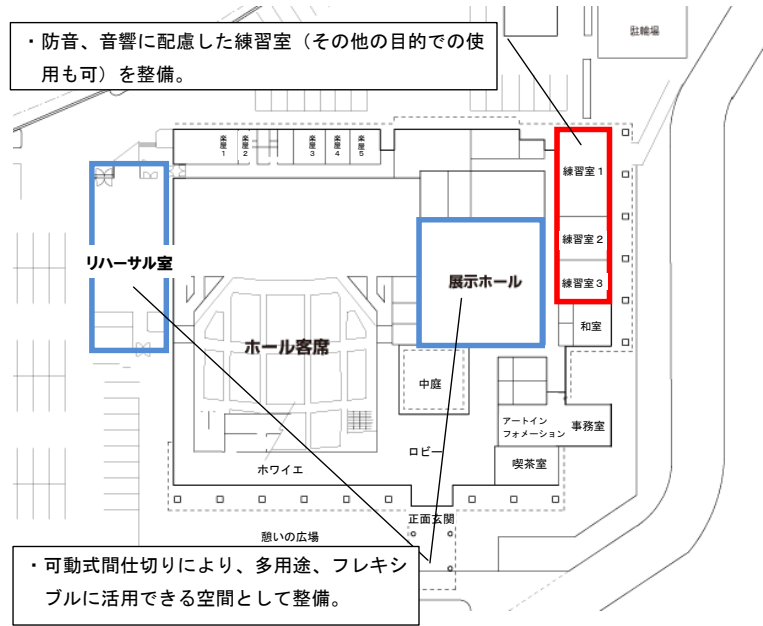 ・防音、音響に配慮した練習室（その他の目的での使
用も可）を整備。
駐輪場
楽屋1
楽屋2
楽屋3
楽屋4
楽屋5
練習室1
リハーサル室
練習室2
展示ホール
練習室3
和室
ホール客席
中庭
アートイン
フォメーション
事務室
ロビー
喫茶室
ホワイエ
正面玄関
憩いの広場
・可動式間仕切りにより、多用途、フレキシ
ブルに活用できる空間として整備。